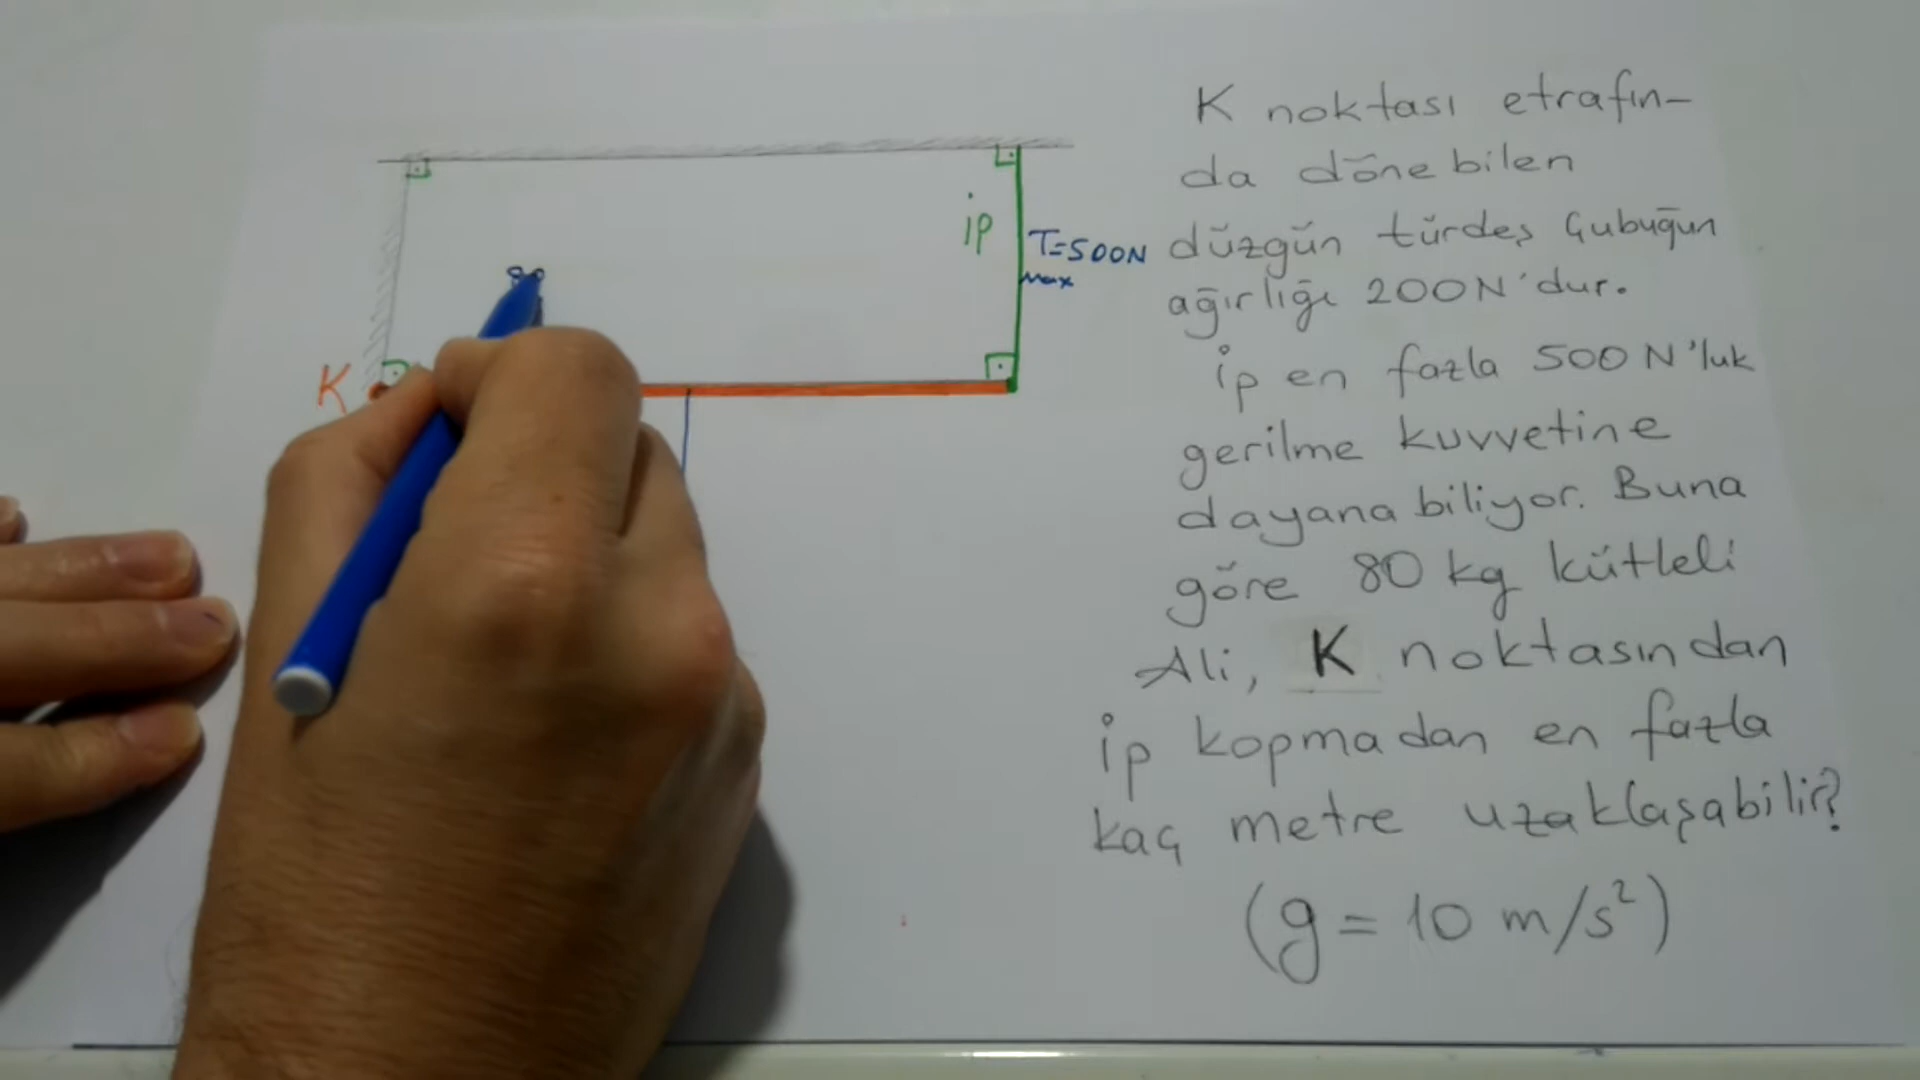 K noktası etrafın-
da dönebilen
düzgün türdeş Çubuğun
ağırlığı 200N'dur.
ip en fazla 500N'luk
gerilme kuvvetine
dayanabiliyor. Buna
göre 80 kg kütleli
Ali, K noktasından
ip kopmadan en fazla
kaç metre uzaklaşabilir?
(g = 10 m/s²)
ip
T=500N
max
80
K